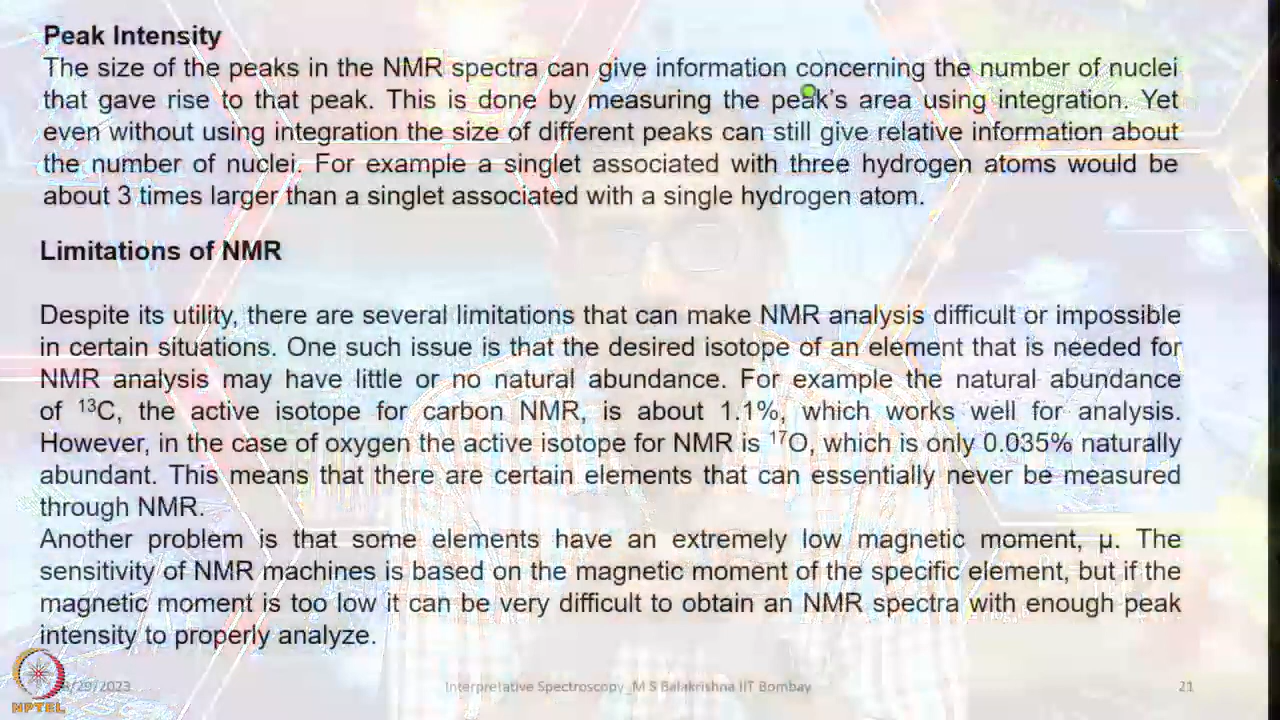 Peak Intensity
The size of the peaks in the NMR spectra can give information concerning the number of nuclei
that gave rise to that peak. This is done by measuring the peak's area using integration. Yet
even without using integration the size of different peaks can still give relative information about
the number of nuclei. For example a singlet associated with three hydrogen atoms would be
about 3 times larger than a singlet associated with a single hydrogen atom.
Limitations of NMR
Despite its utility, there are several limitations that can make NMR analysis difficult or impossible
in certain situations. One such issue is that the desired isotope of an element that is needed for
NMR analysis may have little or no natural abundance. For example the natural abundance
of ¹³C, the active isotope for carbon NMR, is about 1.1%, which works well for analysis.
However, in the case of oxygen the active isotope for NMR is ¹⁷O, which is only 0.035% naturally
abundant. This means that there are certain elements that can essentially never be measured
through NMR.
Another problem is that some elements have an extremely low magnetic moment, μ. The
sensitivity of NMR machines is based on the magnetic moment of the specific element, but if the
magnetic moment is too low it can be very difficult to obtain an NMR spectra with enough peak
intensity to properly analyze.
/29/2023 Interpretative Spectroscopy_M S Balakrishna IIT Bombay 21
NPTEL